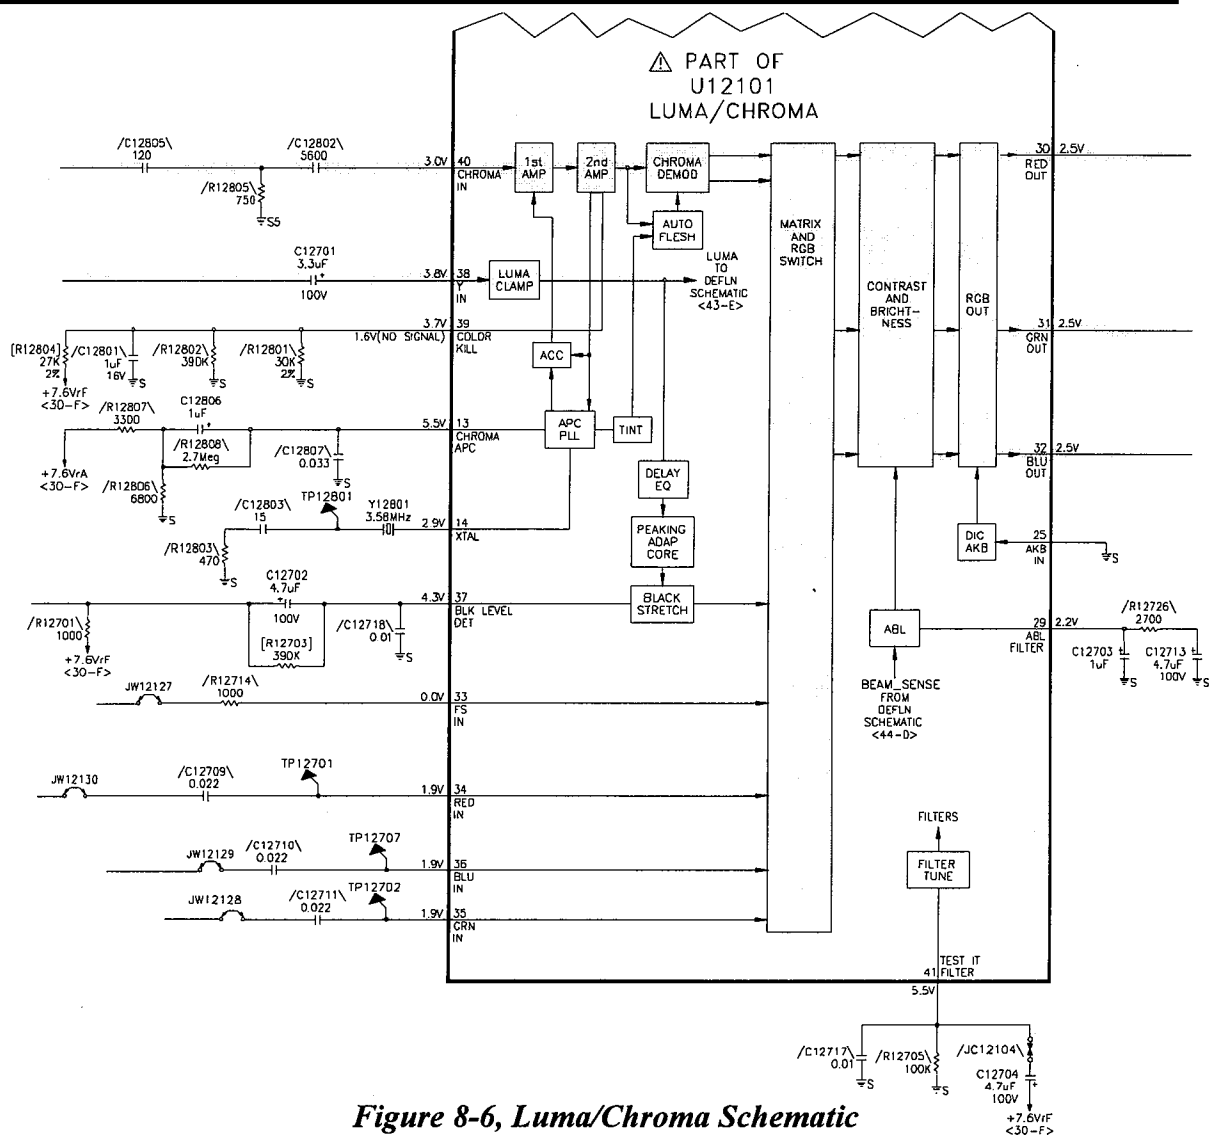 ⚠ PART OF
U12101
LUMA/CHROMA
/C12805\
120
/C12802\
5600
/R12805\
750
S5
3.0V
40
CHROMA
IN
1st
AMP
2nd
AMP
CHROMA
DEMOD
AUTO
FLESH
MATRIX
AND
RGB
SWITCH
CONTRAST
AND
BRIGHT-
NESS
RGB
OUT
30
2.5V
RED
OUT
C12701
3.3uF
+
100V
3.8V
38
Y
IN
LUMA
CLAMP
LUMA
TO
DEFLN
SCHEMATIC
<43-E>
3.7V
1.6V(NO SIGNAL)
39
COLOR
KILL
[R12804]
27K
2%
+7.6VrF
<30-F>
/C12801\
1uF
16V
S
/R12802\
390K
S
/R12801\
30K
2%
S
ACC
31
2.5V
GRN
OUT
/R12807\
3300
C12806
1uF
+
/R12808\
2.7Meg
+7.6VrA
<30-F>
/R12806\
6800
S
/C12807\
0.033
S
5.5V
13
CHROMA
APC
APC
PLL
TINT
32
2.5V
BLU
OUT
DELAY
EQ
PEAKING
ADAP
CORE
BLACK
STRETCH
/C12803\
15
TP12801
Y12801
3.58MHz
/R12803\
470
S
2.9V
14
XTAL
DIG
AKB
25
AKB
IN
S
/R12701\
1000
+7.6VrF
<30-F>
C12702
4.7uF
+
100V
[R12703]
390K
/C12718\
0.01
S
4.3V
37
BLK LEVEL
DET
ABL
29
2.2V
ABL
FILTER
/R12726\
2700
C12703
1uF
+
S
C12713
4.7uF
100V
+
S
BEAM_SENSE
FROM
DEFLN
SCHEMATIC
<44-D>
JW12127
/R12714\
1000
0.0V
33
FS
IN
JW12130
/C12709\
0.022
TP12701
1.9V
34
RED
IN
JW12129
/C12710\
0.022
TP12707
1.9V
36
BLU
IN
JW12128
/C12711\
0.022
TP12702
1.9V
35
GRN
IN
FILTERS
FILTER
TUNE
TEST IT
41
FILTER
5.5V
/C12717\
0.01
S
/R12705\
100K
S
/JC12104\
C12704
4.7uF
100V
+
+7.6VrF
<30-F>
Figure 8-6, Luma/Chroma Schematic